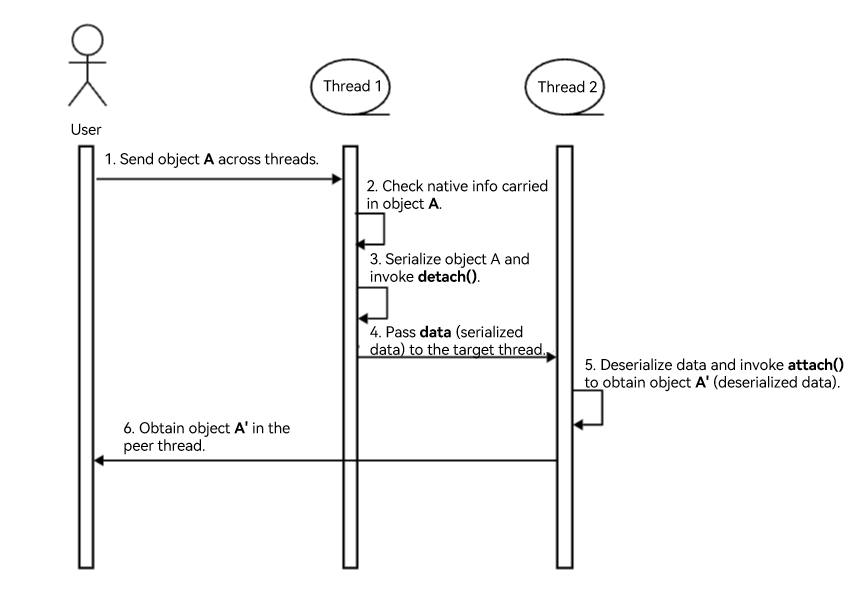 Thread 1
Thread 2
User
1. Send object A across threads.
2. Check native info carried
in object A.
3. Serialize object A and
invoke detach().
4. Pass data (serialized
data) to the target thread.
5. Deserialize data and invoke attach()
to obtain object A' (deserialized data).
6. Obtain object A' in the
peer thread.